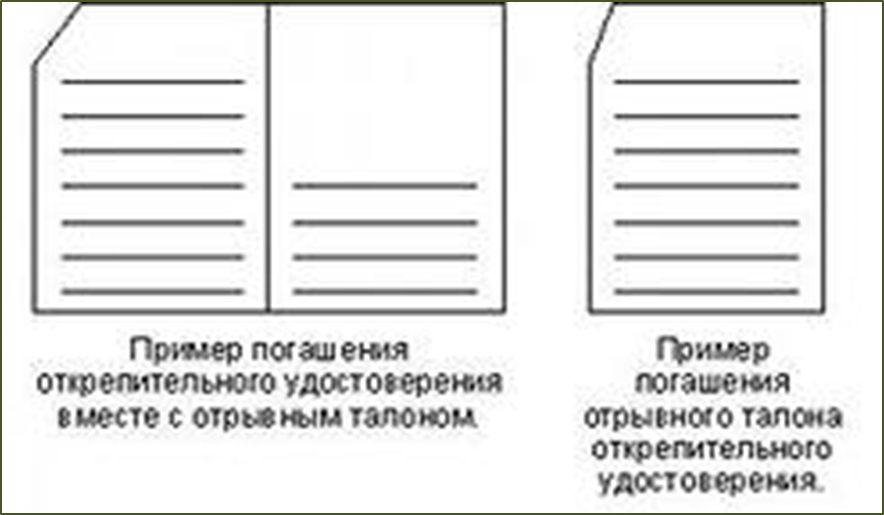 Пример погашения
открепительного удостоверения
вместе с отрывным талоном.
Пример
погашения
отрывного талона
открепительного
удостоверения.